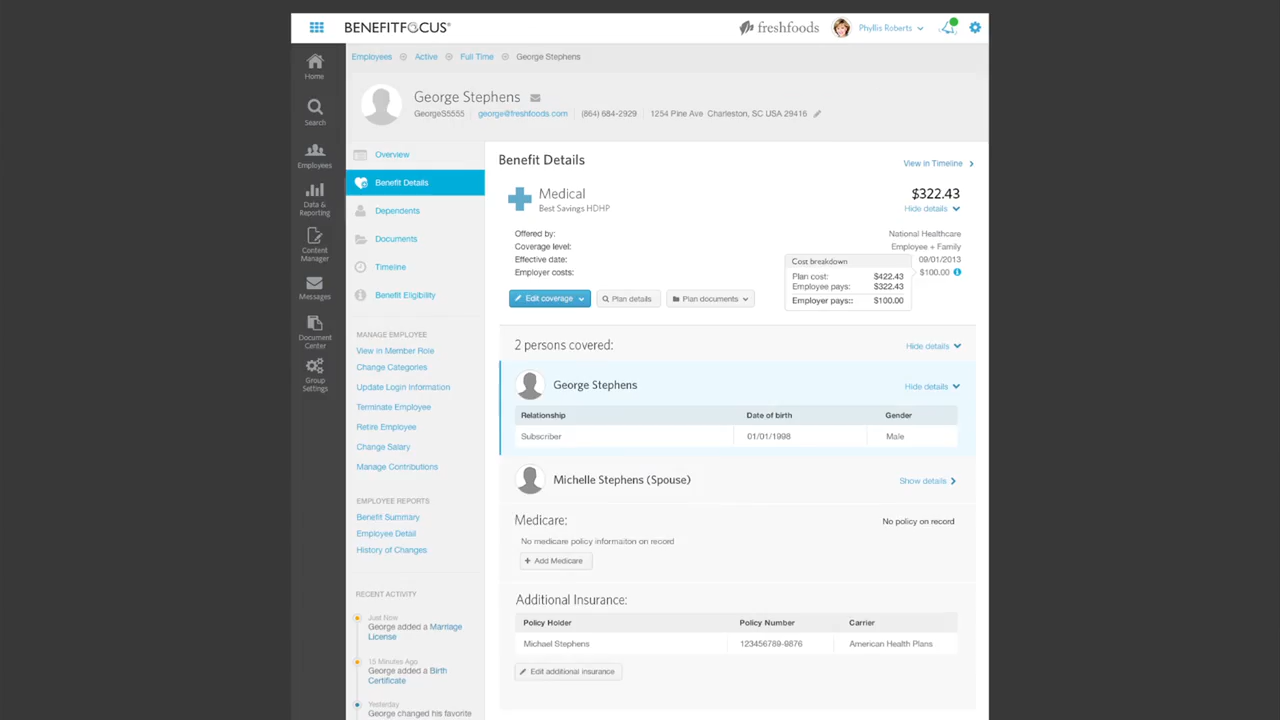 BENEFITFOCUS®
freshfoods
Phyllis Roberts
Home
Search
Employees
Data &
Reporting
Content
Manager
Messages
Document
Center
Group
Settings
Employees Active Full Time George Stephens
George Stephens
GeorgeS5555 george@freshfoods.com (864) 684-2929 1254 Pine Ave Charleston, SC USA 29416
Overview
Benefit Details
Dependents
Documents
Timeline
Benefit Eligibility
MANAGE EMPLOYEE
View in Member Role
Change Categories
Update Login Information
Terminate Employee
Retire Employee
Change Salary
Manage Contributions
EMPLOYEE REPORTS
Benefit Summary
Employee Detail
History of Changes
RECENT ACTIVITY
Just Now
George added a Marriage
License
15 Minutes Ago
George added a Birth
Certificate
Yesterday
George changed his favorite
Benefit Details
View in Timeline
Medical
$322.43
Best Savings HDHP
Hide details
Offered by: National Healthcare
Coverage level: Employee + Family
Effective date: 09/01/2013
Employer costs: $100.00
Cost breakdown
Plan cost: $422.43
Employee pays: $322.43
Employer pays:: $100.00
Edit coverage Plan details Plan documents
2 persons covered: Hide details
George Stephens Hide details
Relationship Date of birth Gender
Subscriber 01/01/1998 Male
Michelle Stephens (Spouse) Show details
Medicare: No policy on record
No medicare policy informaiton on record
+ Add Medicare
Additional Insurance:
Policy Holder Policy Number Carrier
Michael Stephens 123456789-9876 American Health Plans
Edit additional insurance